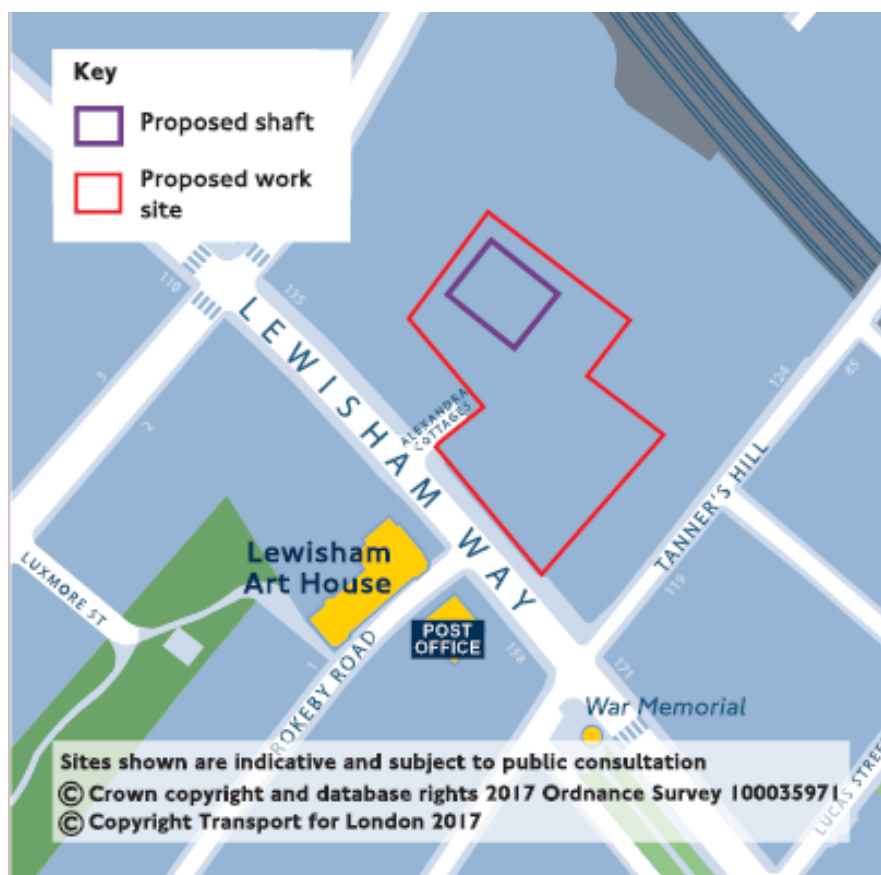 Key
Proposed shaft
Proposed work
site
110
135
3
2
LEWISHAM WAY
ALEXANDRA
COTTAGES
124
85
TANNER'S HILL
119
Lewisham
Art House
LUXMORE ST
POST
OFFICE
158
171
1
ROKEBY ROAD
War Memorial
LUCAS STREET
Sites shown are indicative and subject to public consultation
© Crown copyright and database rights 2017 Ordnance Survey 100035971
© Copyright Transport for London 2017